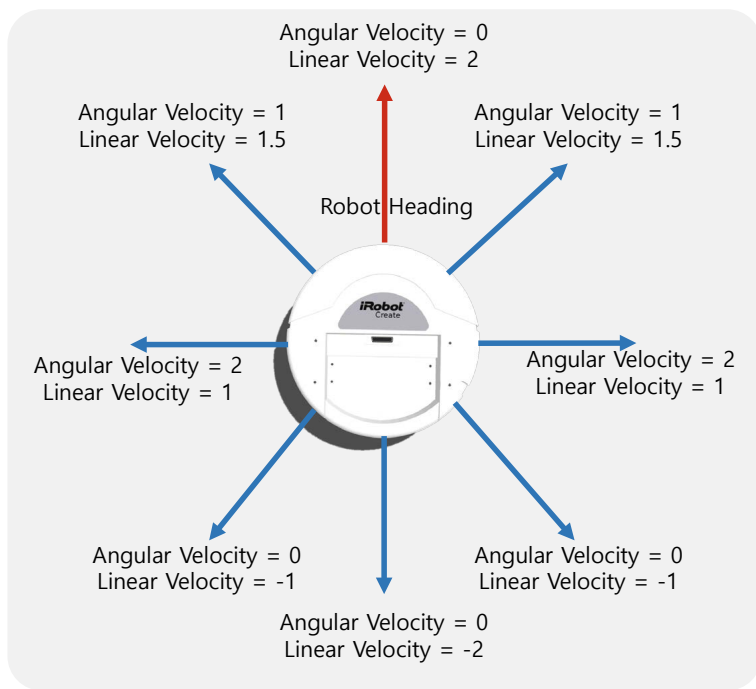 Angular Velocity = 0
Linear Velocity = 2
Angular Velocity = 1
Linear Velocity = 1.5
Angular Velocity = 1
Linear Velocity = 1.5
Robot Heading
iRobot
Create
Angular Velocity = 2
Linear Velocity = 1
Angular Velocity = 2
Linear Velocity = 1
Angular Velocity = 0
Linear Velocity = -1
Angular Velocity = 0
Linear Velocity = -1
Angular Velocity = 0
Linear Velocity = -2